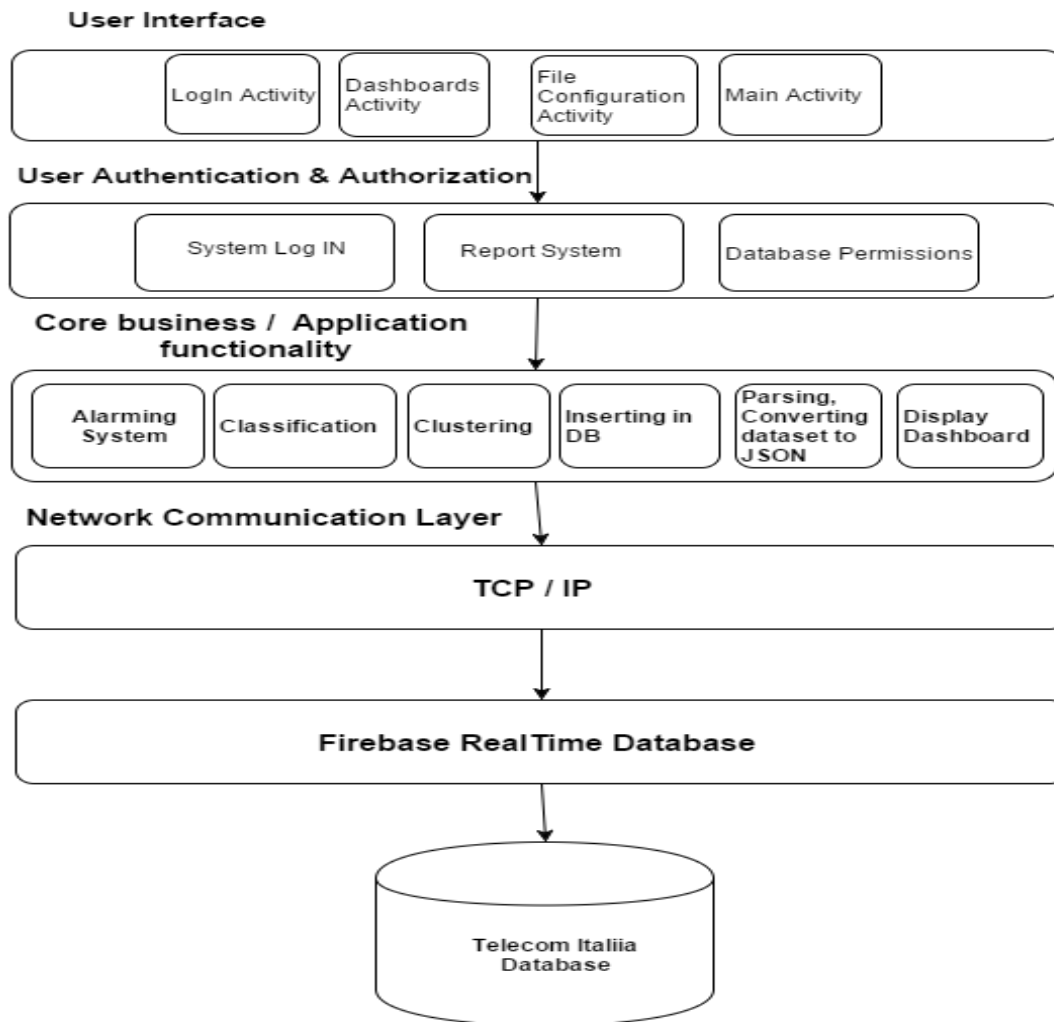 User Interface
LogIn Activity
Dashboards
Activity
File
Configuration
Activity
Main Activity
User Authentication & Authorization
System Log IN
Report System
Database Permissions
Core business / Application
functionality
Alarming
System
Classification
Clustering
Inserting in
DB
Parsing,
Converting
dataset to
JSON
Display
Dashboard
Network Communication Layer
TCP / IP
Firebase RealTime Database
Telecom Italiia
Database